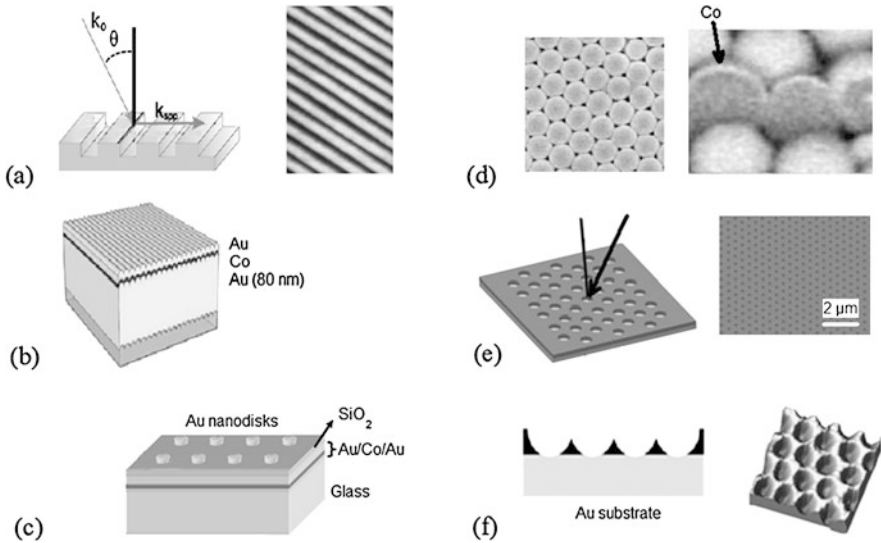 k₀
θ
kspp
(a)
Au
Co
Au (80 nm)
(b)
Au nanodisks
SiO₂
Au/Co/Au
Glass
(c)
Co
(d)
2 µm
(e)
Au substrate
(f)